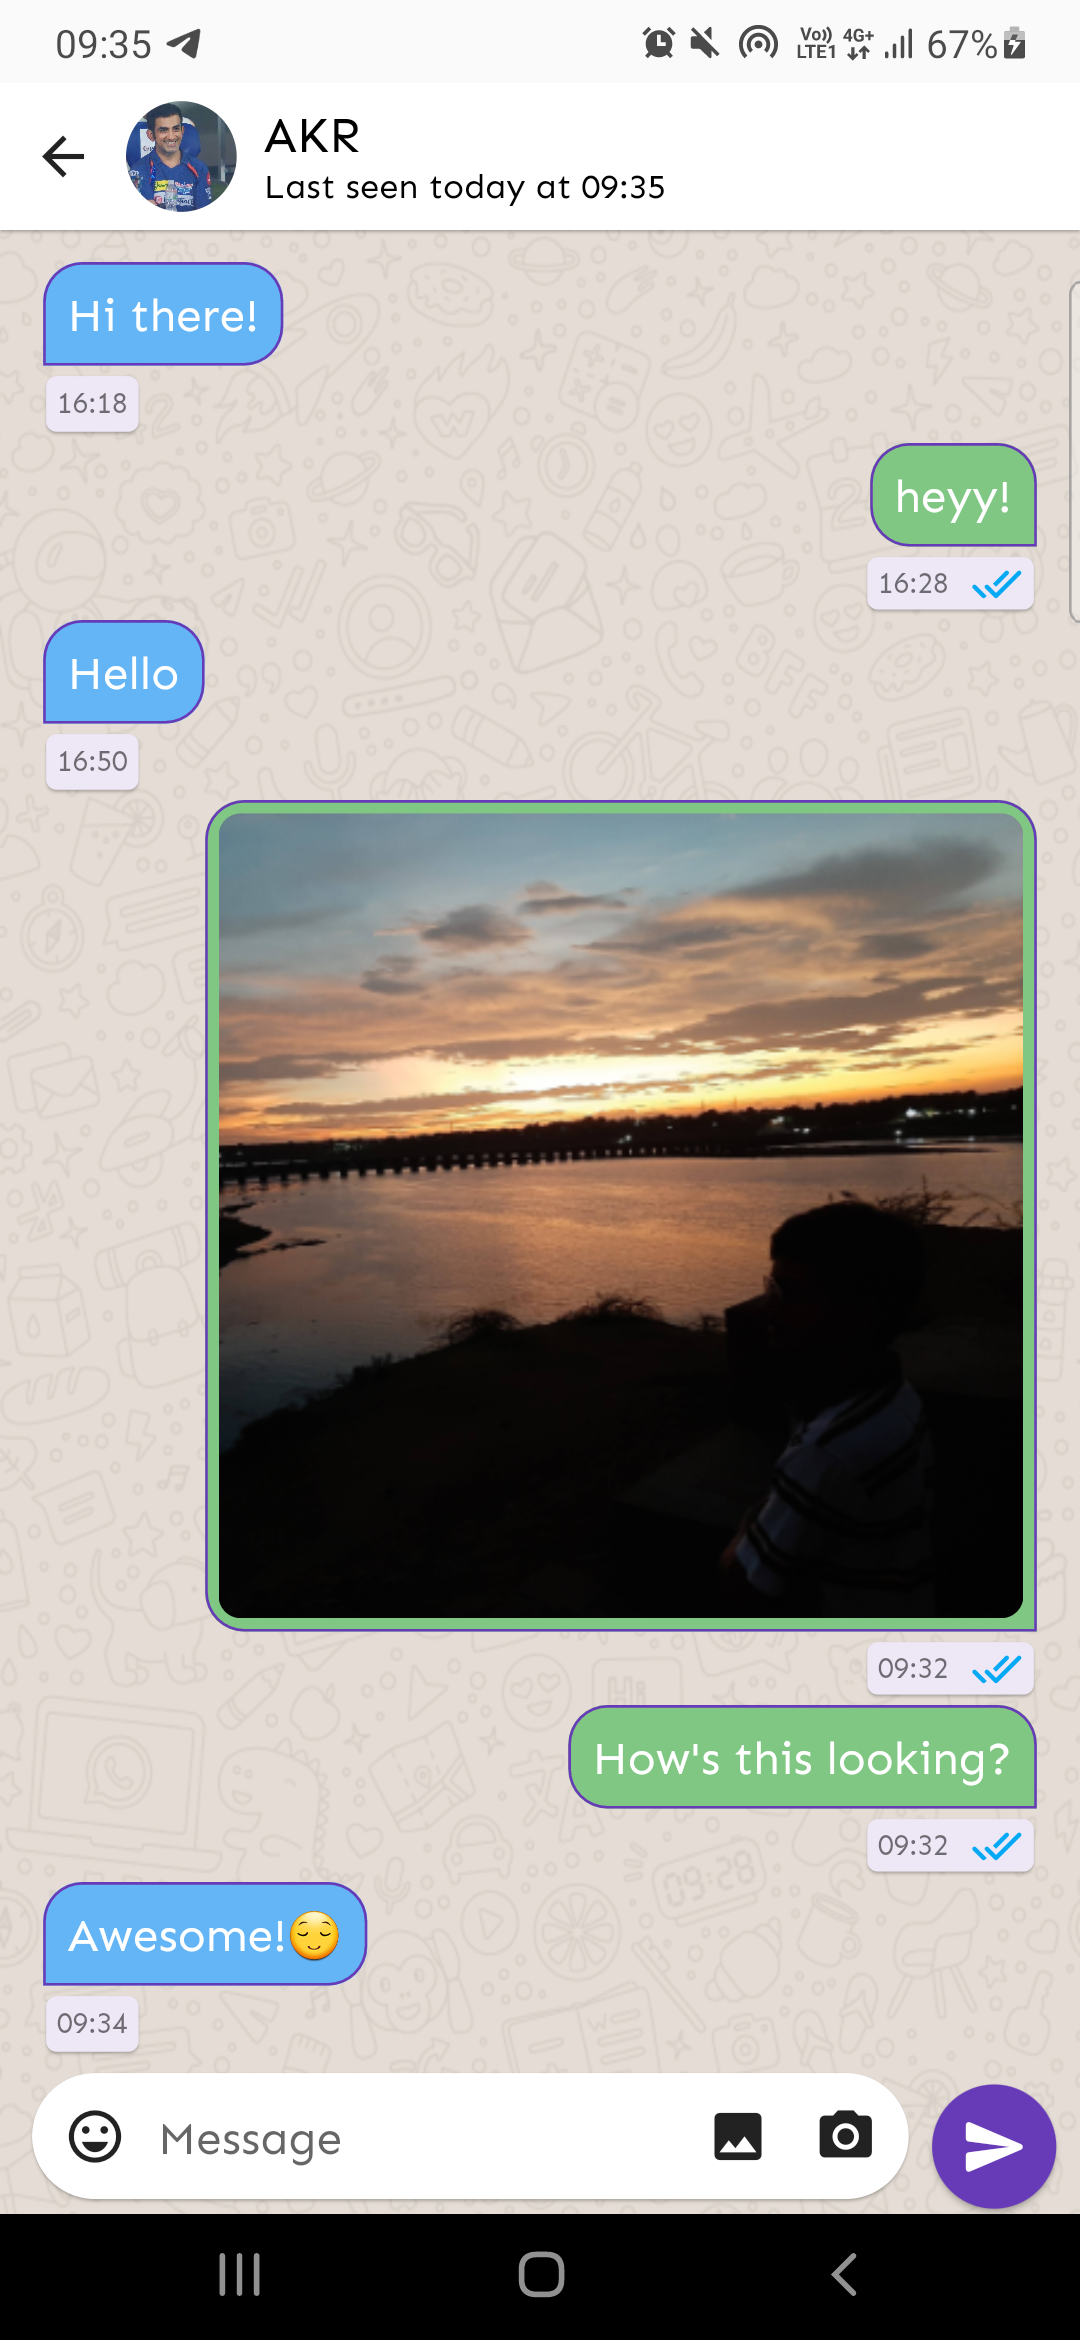 09:35
Vo)) LTE1 4G+ 67%
AKR
Last seen today at 09:35
Hi there!
16:18
heyy!
16:28
Hello
16:50
09:32
How's this looking?
09:32
Awesome!😌
09:34
Message